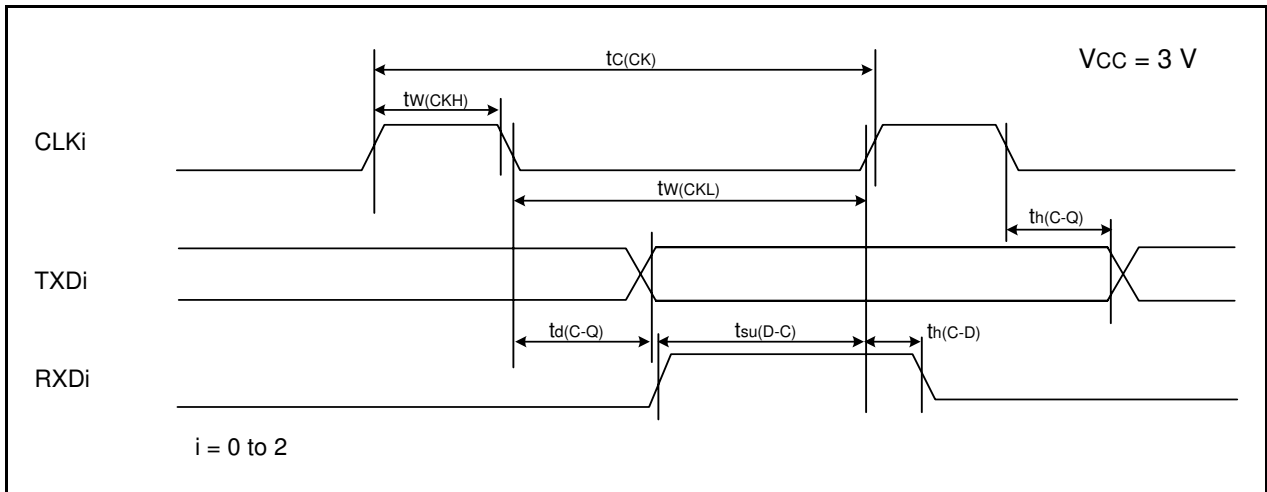 tC(CK)
VCC = 3 V
tW(CKH)
CLKi
tW(CKL)
th(C-Q)
TXDi
td(C-Q)
tsu(D-C)
th(C-D)
RXDi
i = 0 to 2